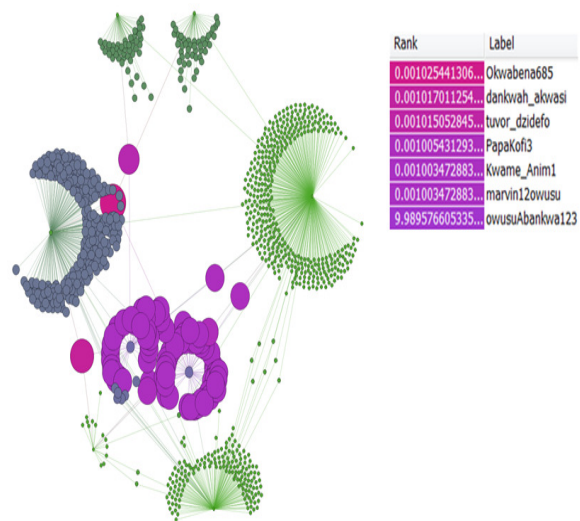 Rank Label
0.001025441306... Okwabena685
0.001017011254... dankwah_akwasi
0.001015052845... tuvor_dzidefo
0.001005431293... PapaKofi3
0.001003472883... Kwame_Anim1
0.001003472883... marvin12owusu
9.989576605335... owusuAbankwa123